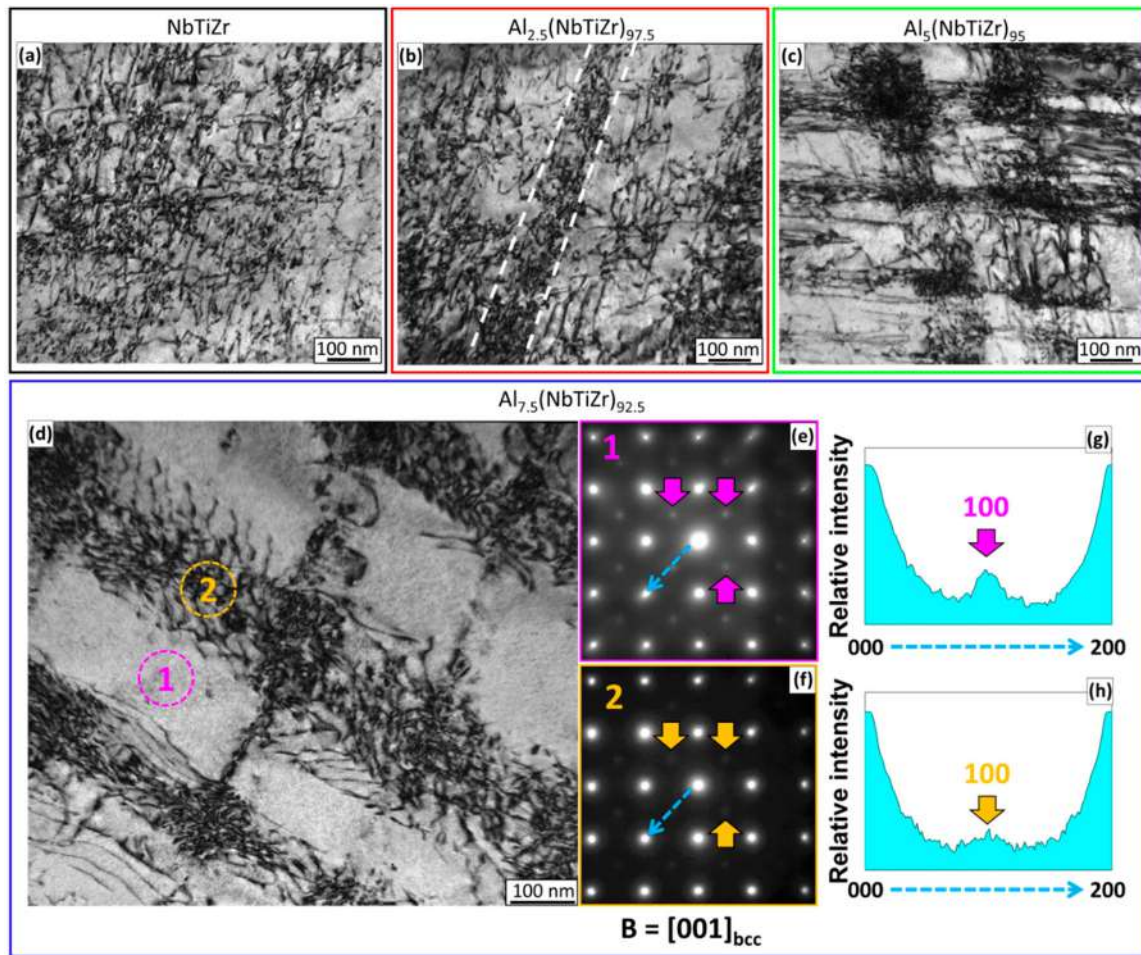 NbTiZr
Al2.5(NbTiZr)97.5
Al5(NbTiZr)95
(a)
(b)
(c)
100 nm
100 nm
100 nm
Al7.5(NbTiZr)92.5
(d)
1
2
100 nm
1
(e)
2
(f)
B = [001]bcc
(g)
Relative intensity
100
000
200
(h)
Relative intensity
100
000
200